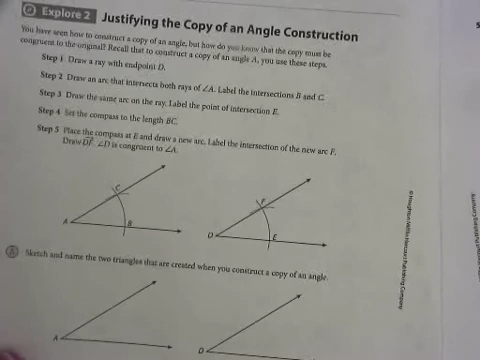 Explore 2 Justifying the Copy of an Angle Construction
You have seen how to construct a copy of an angle, but how do you know that the copy must be
congruent to the original? Recall that to construct a copy of an angle A, you use these steps.
Step 1 Draw a ray with endpoint D.
Step 2 Draw an arc that intersects both rays of ∠A. Label the intersections B and C.
Step 3 Draw the same arc on the ray. Label the point of intersection E.
Step 4 Set the compass to the length BC.
Step 5 Place the compass at E and draw a new arc. Label the intersection of the new arc F.
Draw DF. ∠D is congruent to ∠A.
C
A
B
F
D
E
© Houghton Mifflin Harcourt Publishing Company
A Sketch and name the two triangles that are created when you construct a copy of an angle.
A
D